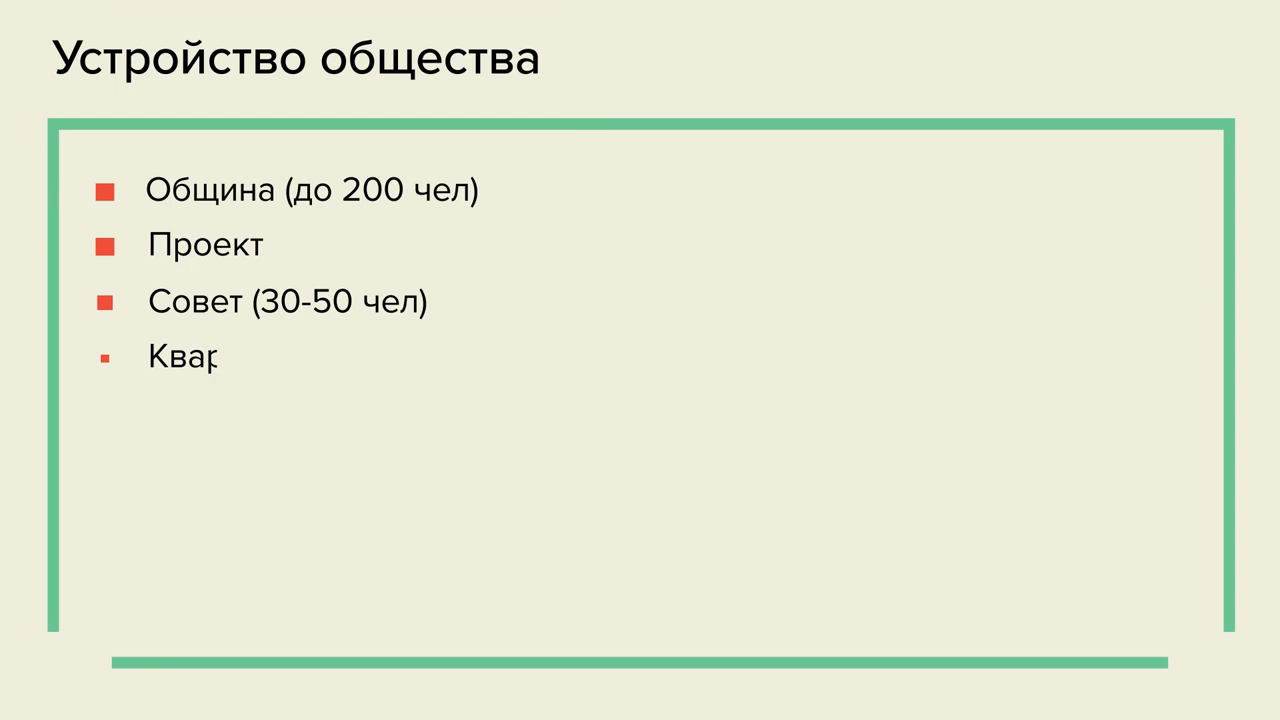 Устройство общества
Община (до 200 чел)
Проект
Совет (30-50 чел)
Квар